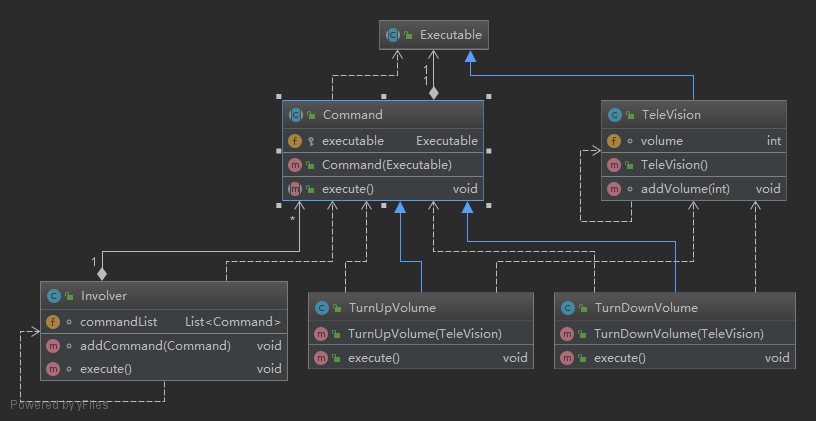 Executable
1
1
Command
executable Executable
Command(Executable)
execute() void
TeleVision
volume int
TeleVision()
addVolume(int) void
*
1
Involver
commandList List<Command>
addCommand(Command) void
execute() void
TurnUpVolume
TurnUpVolume(TeleVision)
execute() void
TurnDownVolume
TurnDownVolume(TeleVision)
execute() void
Powered by yFiles